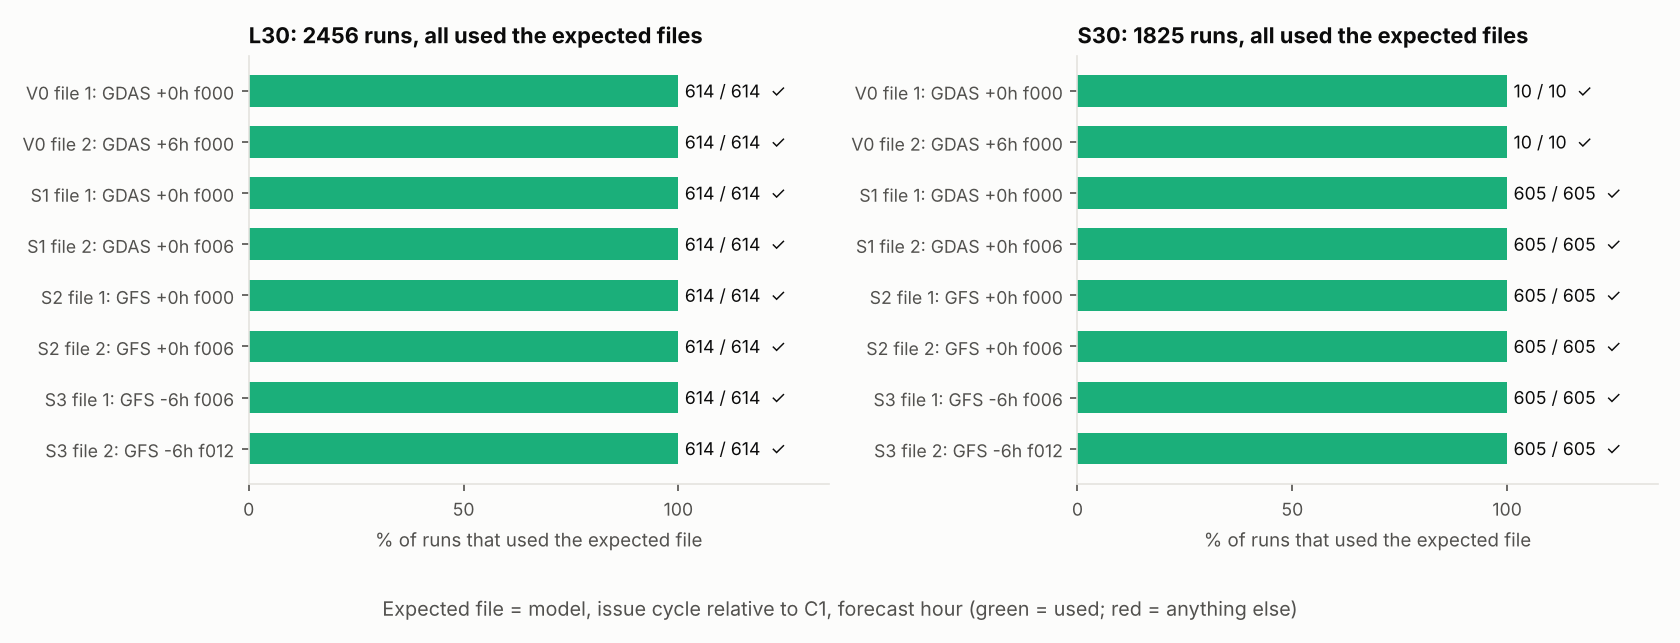 L30: 2456 runs, all used the expected files
V0 file 1: GDAS +0h f000 614 / 614 ✓
V0 file 2: GDAS +6h f000 614 / 614 ✓
S1 file 1: GDAS +0h f000 614 / 614 ✓
S1 file 2: GDAS +0h f006 614 / 614 ✓
S2 file 1: GFS +0h f000 614 / 614 ✓
S2 file 2: GFS +0h f006 614 / 614 ✓
S3 file 1: GFS -6h f006 614 / 614 ✓
S3 file 2: GFS -6h f012 614 / 614 ✓
0 50 100
% of runs that used the expected file
S30: 1825 runs, all used the expected files
V0 file 1: GDAS +0h f000 10 / 10 ✓
V0 file 2: GDAS +6h f000 10 / 10 ✓
S1 file 1: GDAS +0h f000 605 / 605 ✓
S1 file 2: GDAS +0h f006 605 / 605 ✓
S2 file 1: GFS +0h f000 605 / 605 ✓
S2 file 2: GFS +0h f006 605 / 605 ✓
S3 file 1: GFS -6h f006 605 / 605 ✓
S3 file 2: GFS -6h f012 605 / 605 ✓
0 50 100
% of runs that used the expected file
Expected file = model, issue cycle relative to C1, forecast hour (green = used; red = anything else)